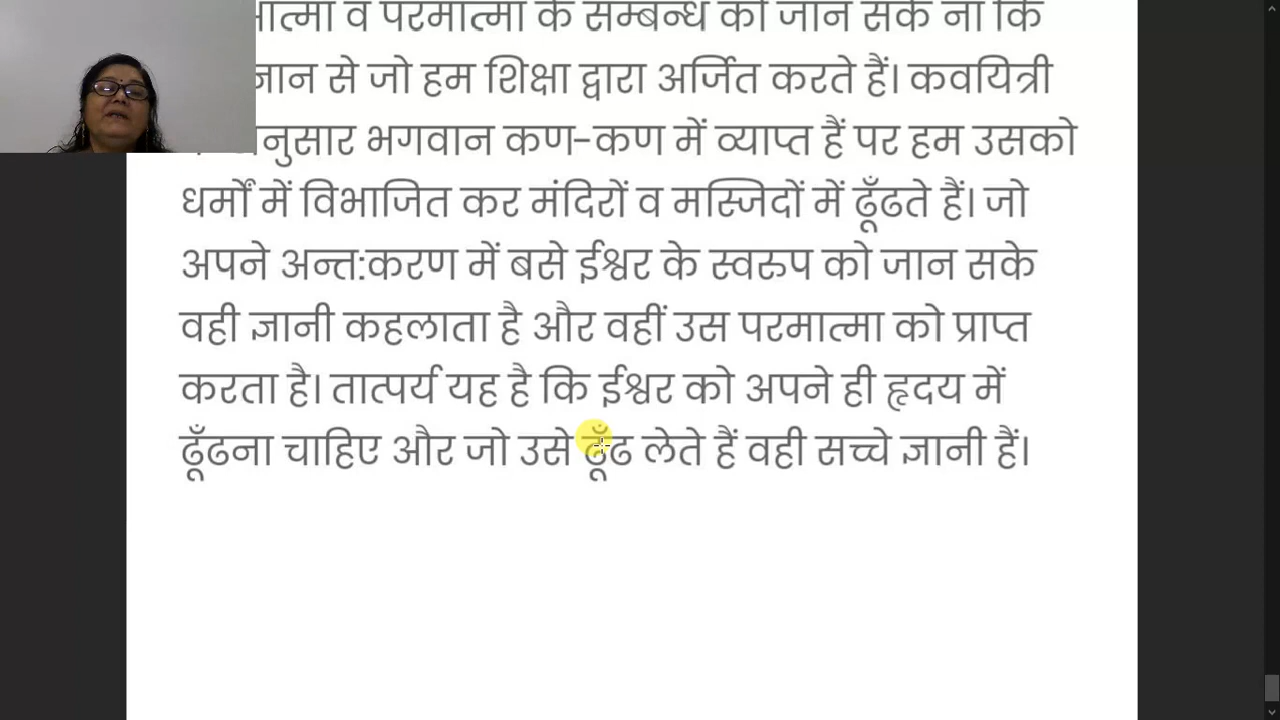 व परमात्मा के सम्बन्ध को जान सके ना कि
से जो हम शिक्षा द्वारा अर्जित करते हैं। कवयित्री
भगवान कण-कण में व्याप्त हैं पर हम उसको
धर्मों में विभाजित कर मंदिरों व मस्जिदों में ढूँढते हैं। जो
अपने अन्त:करण में बसे ईश्वर के स्वरुप को जान सके
वही ज्ञानी कहलाता है और वहीं उस परमात्मा को प्राप्त
करता है। तात्पर्य यह है कि ईश्वर को अपने ही हृदय में
ढूँढना चाहिए और जो उसे ढूँढ लेते हैं वही सच्चे ज्ञानी हैं।